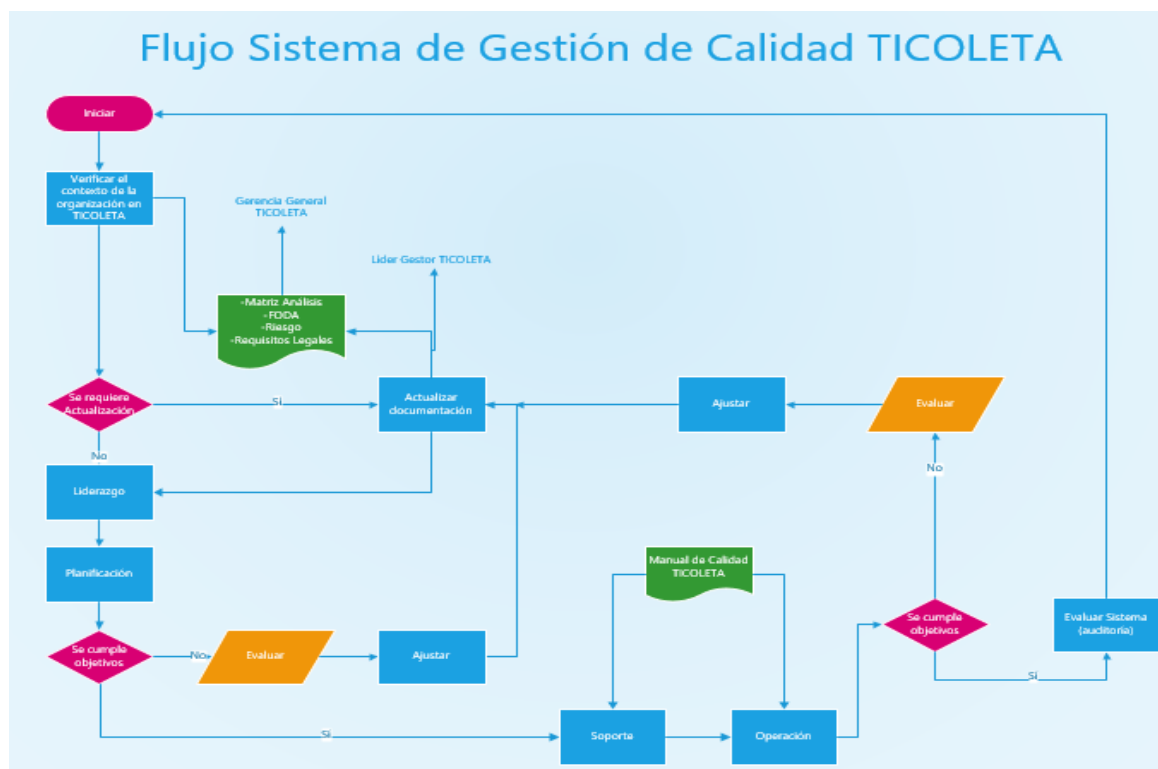 Flujo Sistema de Gestión de Calidad TICOLETA
Iniciar
Verificar el
contexto de la
organización en
TICOLETA
Gerencia General
TICOLETA
Lider Gestor TICOLETA
-Matriz Análisis
-FODA
-Riesgo
-Requisitos Legales
Se requiere
Actualización
Si
Actualizar
documentación
Ajustar
Evaluar
No
No
Liderazgo
Planificación
Manual de Calidad
TICOLETA
Se cumple
objetivos
No
Evaluar
Ajustar
Se cumple
objetivos
Evaluar Sistema
(auditoría)
Si
Si
Soporte
Operación